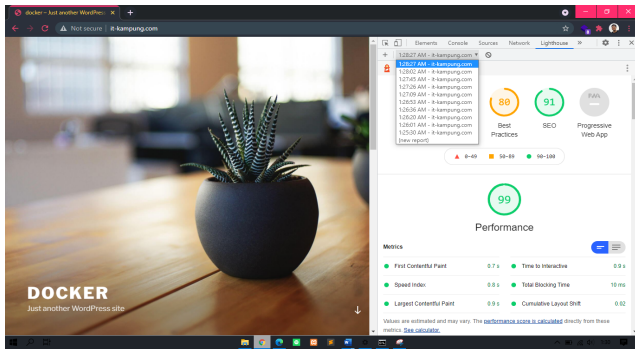 docker – Just another WordPress
Not secure | it-kampung.com
Elements Console Sources Network Lighthouse
1:28:27 AM - it-kampung.com
1:28:27 AM - it-kampung.com
1:28:02 AM - it-kampung.com
1:27:45 AM - it-kampung.com
1:27:26 AM - it-kampung.com
1:27:09 AM - it-kampung.com
1:26:53 AM - it-kampung.com
1:26:36 AM - it-kampung.com
1:26:20 AM - it-kampung.com
1:26:01 AM - it-kampung.com
1:25:30 AM - it-kampung.com
(new report)
80 91 PWA
Best Practices SEO Progressive Web App
0–49 50–89 90–100
99
Performance
Metrics
First Contentful Paint 0.7 s Time to Interactive 0.9 s
Speed Index 0.8 s Total Blocking Time 10 ms
Largest Contentful Paint 0.9 s Cumulative Layout Shift 0.02
Values are estimated and may vary. The performance score is calculated directly from these
metrics. See calculator.
DOCKER
Just another WordPress site